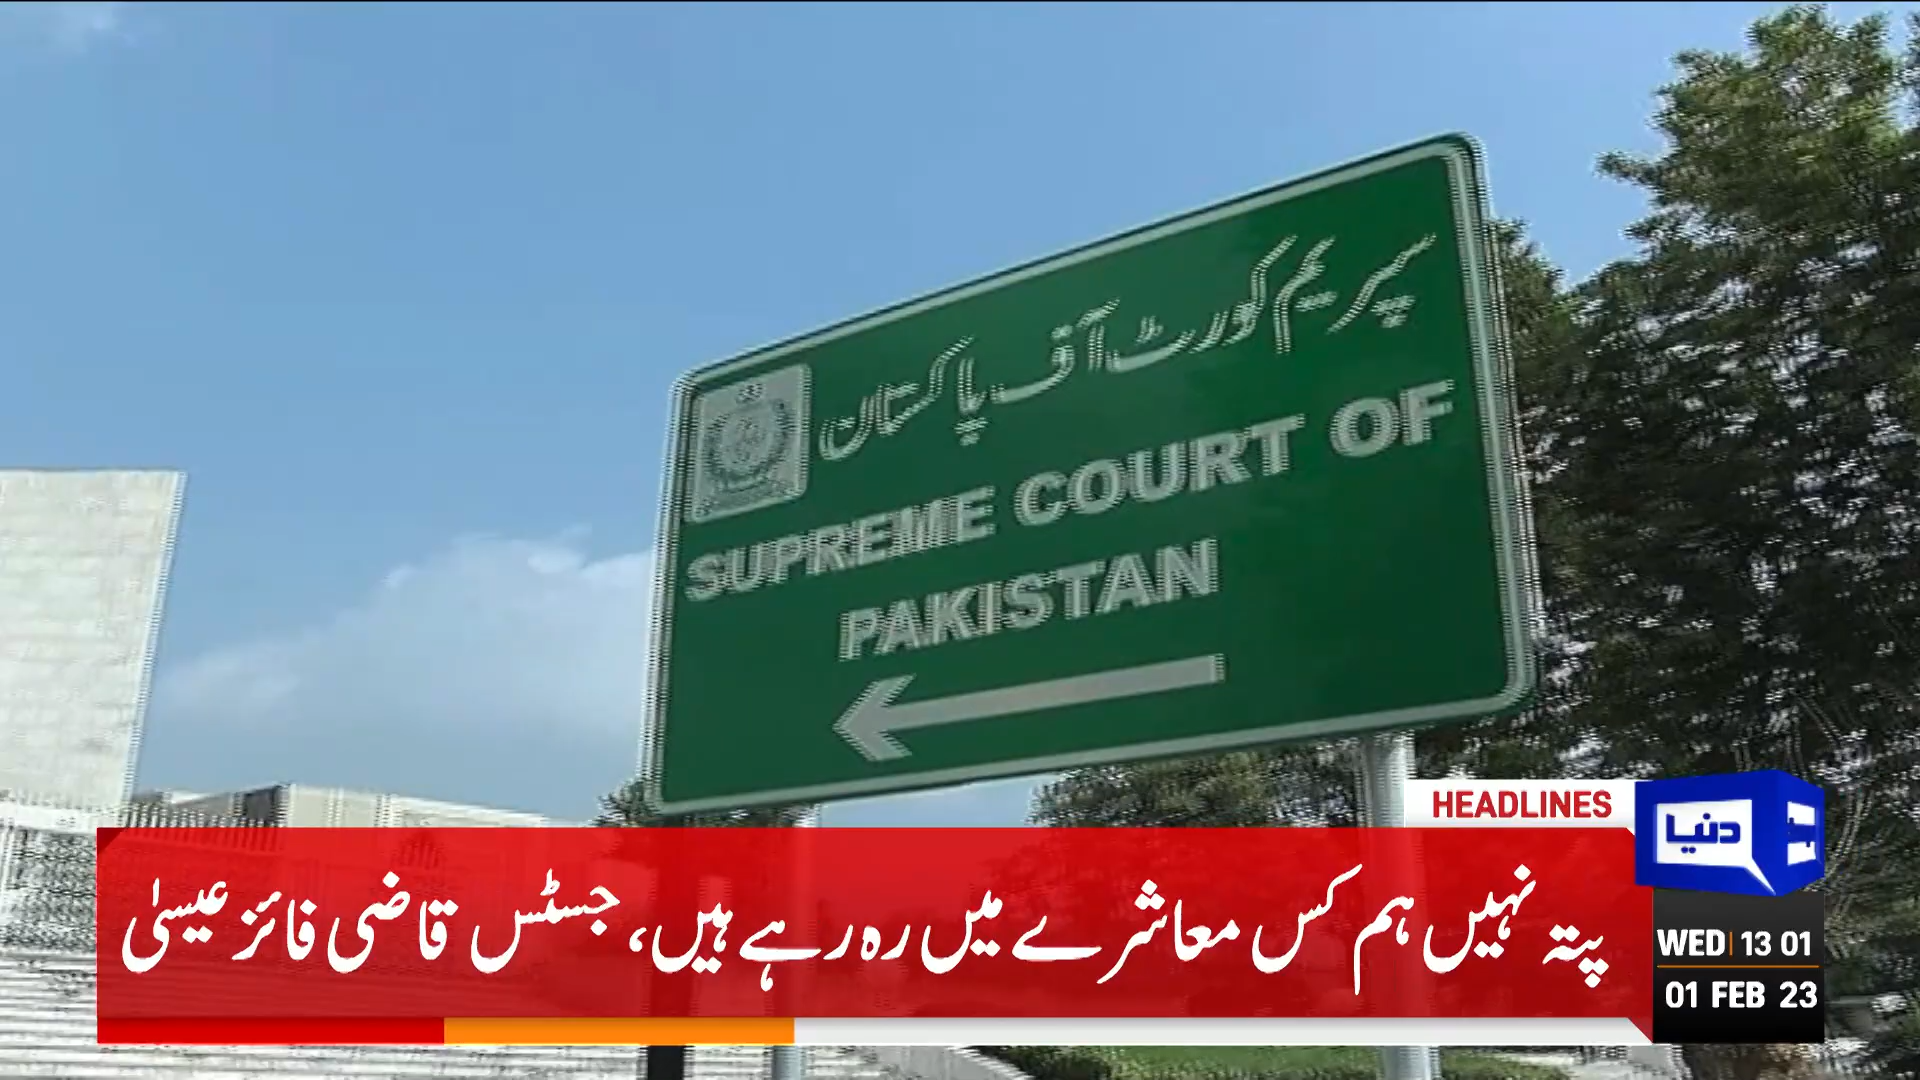 سپریم کورٹ آف پاکستان
SUPREME COURT OF
PAKISTAN
HEADLINES
دنیا
پتہ نہیں ہم کس معاشرے میں رہ رہے ہیں، جسٹس قاضی فائز عیسیٰ
WED 13 01
01 FEB 23